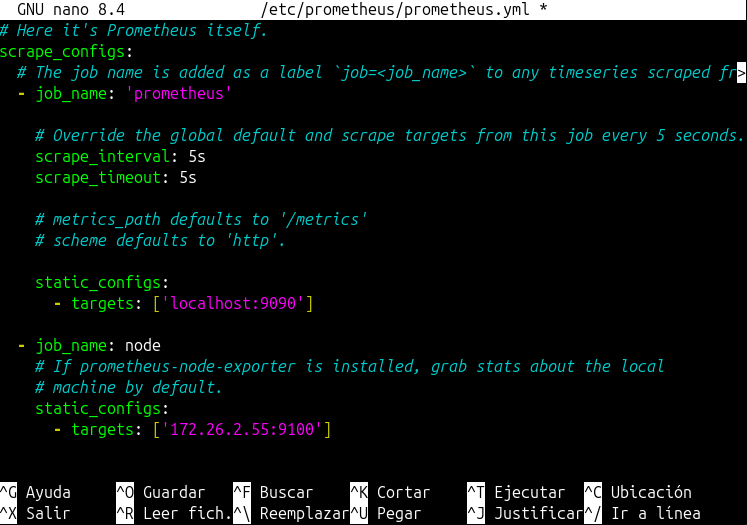 GNU nano 8.4 /etc/prometheus/prometheus.yml *
# Here it's Prometheus itself.
scrape_configs:
  # The job name is added as a label `job=<job_name>` to any timeseries scraped fr>
  - job_name: 'prometheus'

    # Override the global default and scrape targets from this job every 5 seconds.
    scrape_interval: 5s
    scrape_timeout: 5s

    # metrics_path defaults to '/metrics'
    # scheme defaults to 'http'.

    static_configs:
      - targets: ['localhost:9090']

  - job_name: node
    # If prometheus-node-exporter is installed, grab stats about the local
    # machine by default.
    static_configs:
      - targets: ['172.26.2.55:9100']

^G Ayuda ^O Guardar ^F Buscar ^K Cortar ^T Ejecutar ^C Ubicación
^X Salir ^R Leer fich. ^\ Reemplazar ^U Pegar ^J Justificar ^/ Ir a línea